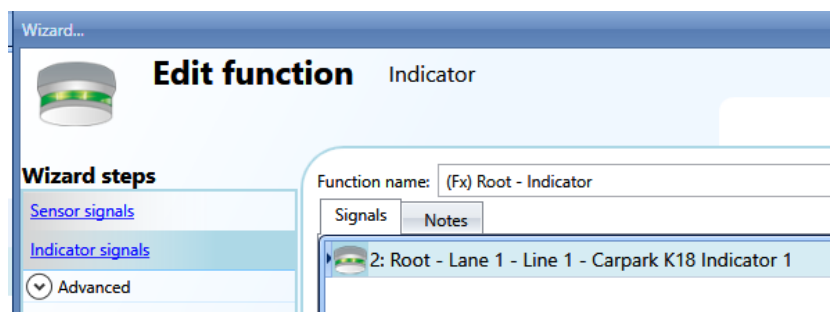 Wizard...
Edit function Indicator
Wizard steps
Function name: (Fx) Root - Indicator
Sensor signals
Signals Notes
Indicator signals
2: Root - Lane 1 - Line 1 - Carpark K18 Indicator 1
Advanced